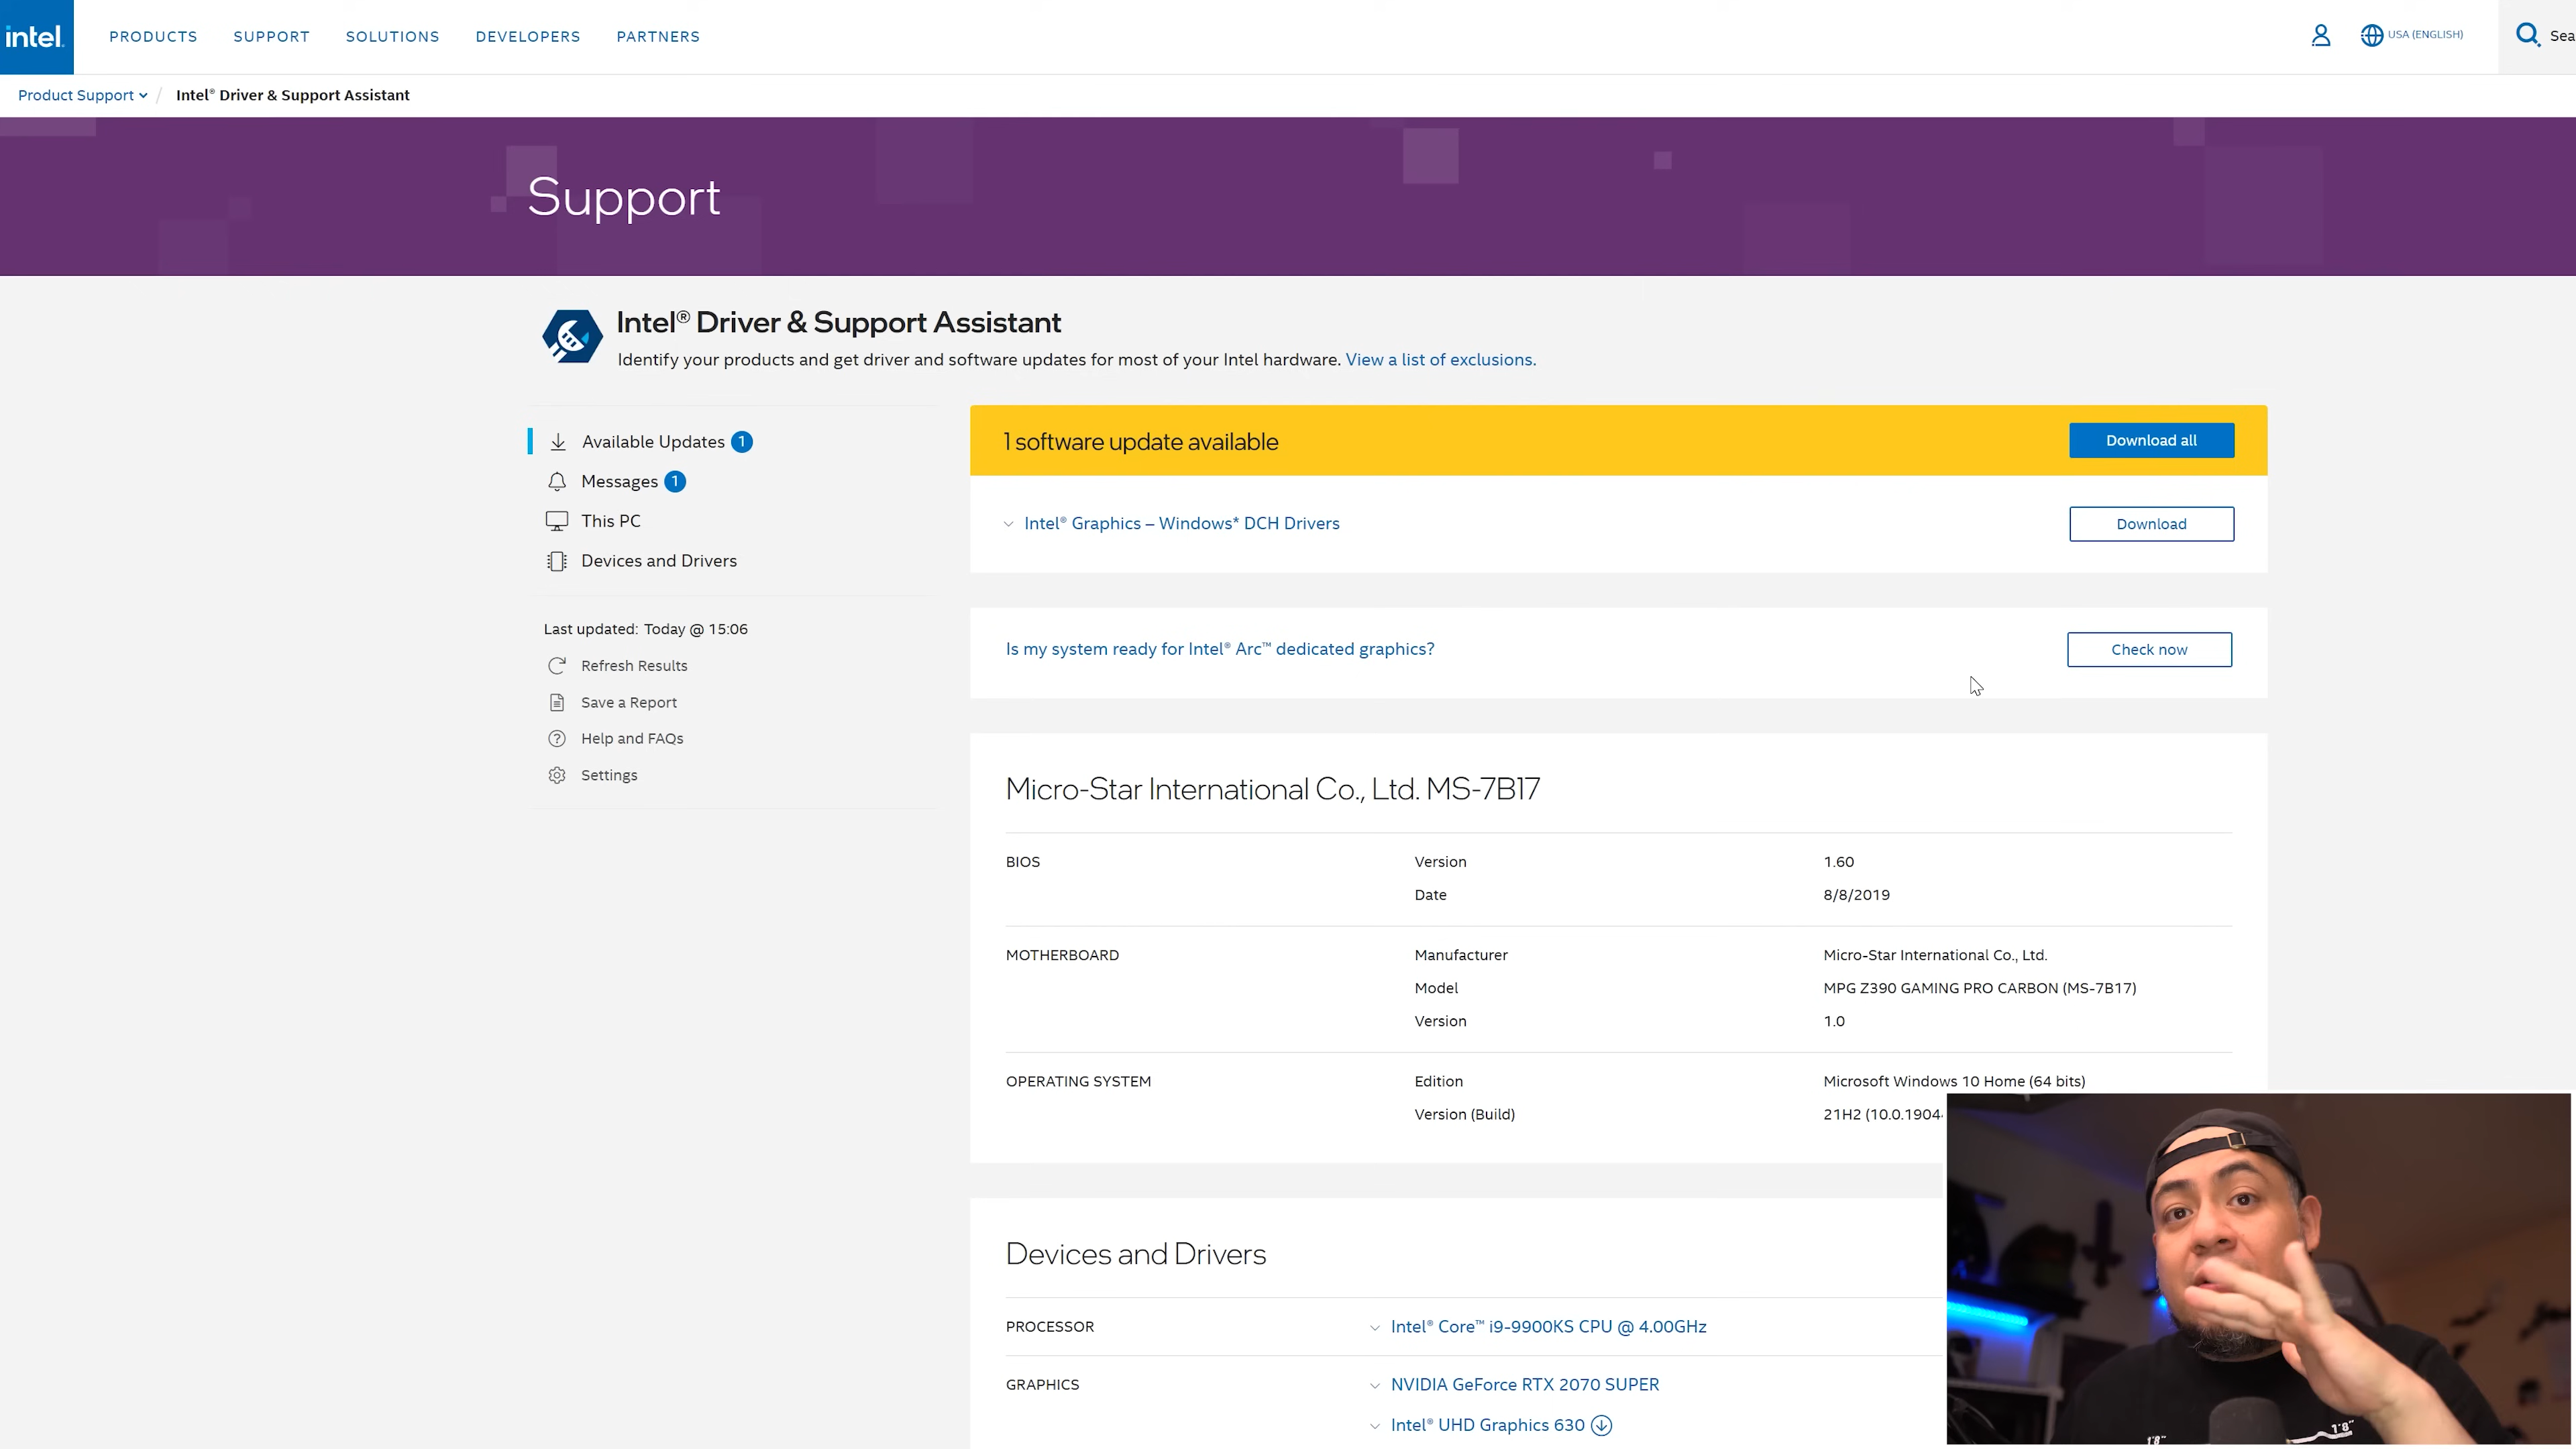 intel.
PRODUCTS SUPPORT SOLUTIONS DEVELOPERS PARTNERS
USA (ENGLISH)
Product Support / Intel® Driver & Support Assistant
Support
Intel® Driver & Support Assistant
Identify your products and get driver and software updates for most of your Intel hardware. View a list of exclusions.
Available Updates 1
Messages 1
This PC
Devices and Drivers
Last updated: Today @ 15:06
Refresh Results
Save a Report
Help and FAQs
Settings
1 software update available Download all
Intel® Graphics – Windows* DCH Drivers Download
Is my system ready for Intel® Arc™ dedicated graphics? Check now
Micro-Star International Co., Ltd. MS-7B17
BIOS Version 1.60
Date 8/8/2019
MOTHERBOARD Manufacturer Micro-Star International Co., Ltd.
Model MPG Z390 GAMING PRO CARBON (MS-7B17)
Version 1.0
OPERATING SYSTEM Edition Microsoft Windows 10 Home (64 bits)
Version (Build) 21H2 (10.0.1904
Devices and Drivers
PROCESSOR Intel® Core™ i9-9900KS CPU @ 4.00GHz
GRAPHICS NVIDIA GeForce RTX 2070 SUPER
Intel® UHD Graphics 630
1'8" 1'8"